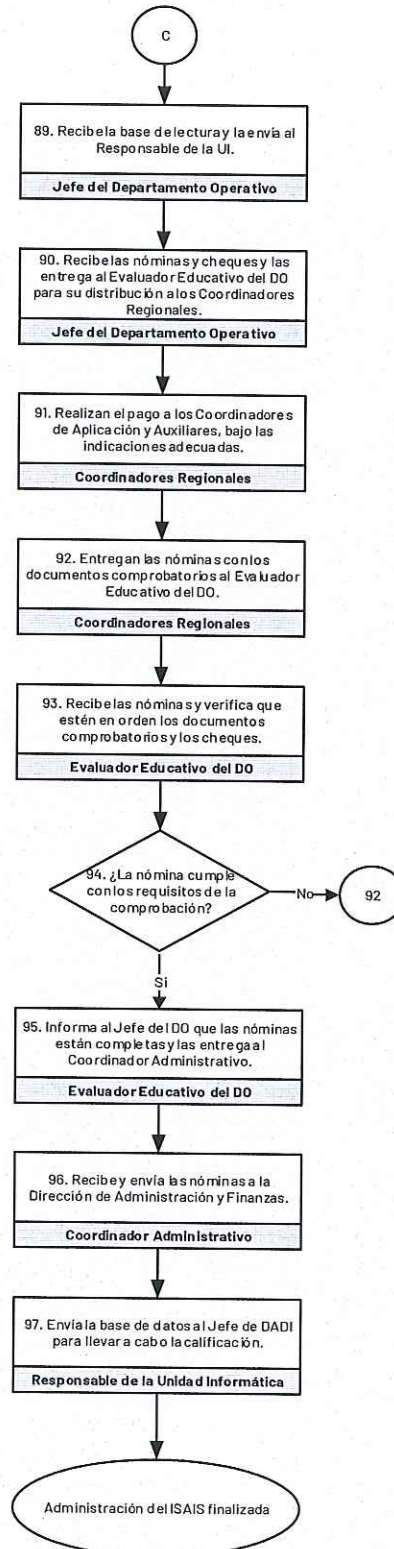 C
89. Recibe la base de lectura y la envía al
Responsable de la UI.
Jefe del Departamento Operativo
90. Recibe las nóminas y cheques y las
entrega al Evaluador Educativo del DO
para su distribución a los Coordinadores
Regionales.
Jefe del Departamento Operativo
91. Realizan el pago a los Coordinadores
de Aplicación y Auxiliares, bajo las
indicaciones adecuadas.
Coordinadores Regionales
92. Entregan las nóminas con los
documentos comprobatorios al Evaluador
Educativo del DO.
Coordinadores Regionales
93. Recibe las nóminas y verifica que
estén en orden los documentos
comprobatorios y los cheques.
Evaluador Educativo del DO
94. ¿La nómina cumple
con los requisitos de la
comprobación?
No
92
Si
95. Informa al Jefe del DO que las nóminas
están completas y las entrega al
Coordinador Administrativo.
Evaluador Educativo del DO
96. Recibe y envía las nóminas a la
Dirección de Administración y Finanzas.
Coordinador Administrativo
97. Envía la base de datos al Jefe de DADI
para llevar a cabo la calificación.
Responsable de la Unidad Informática
Administración del ISAIS finalizada